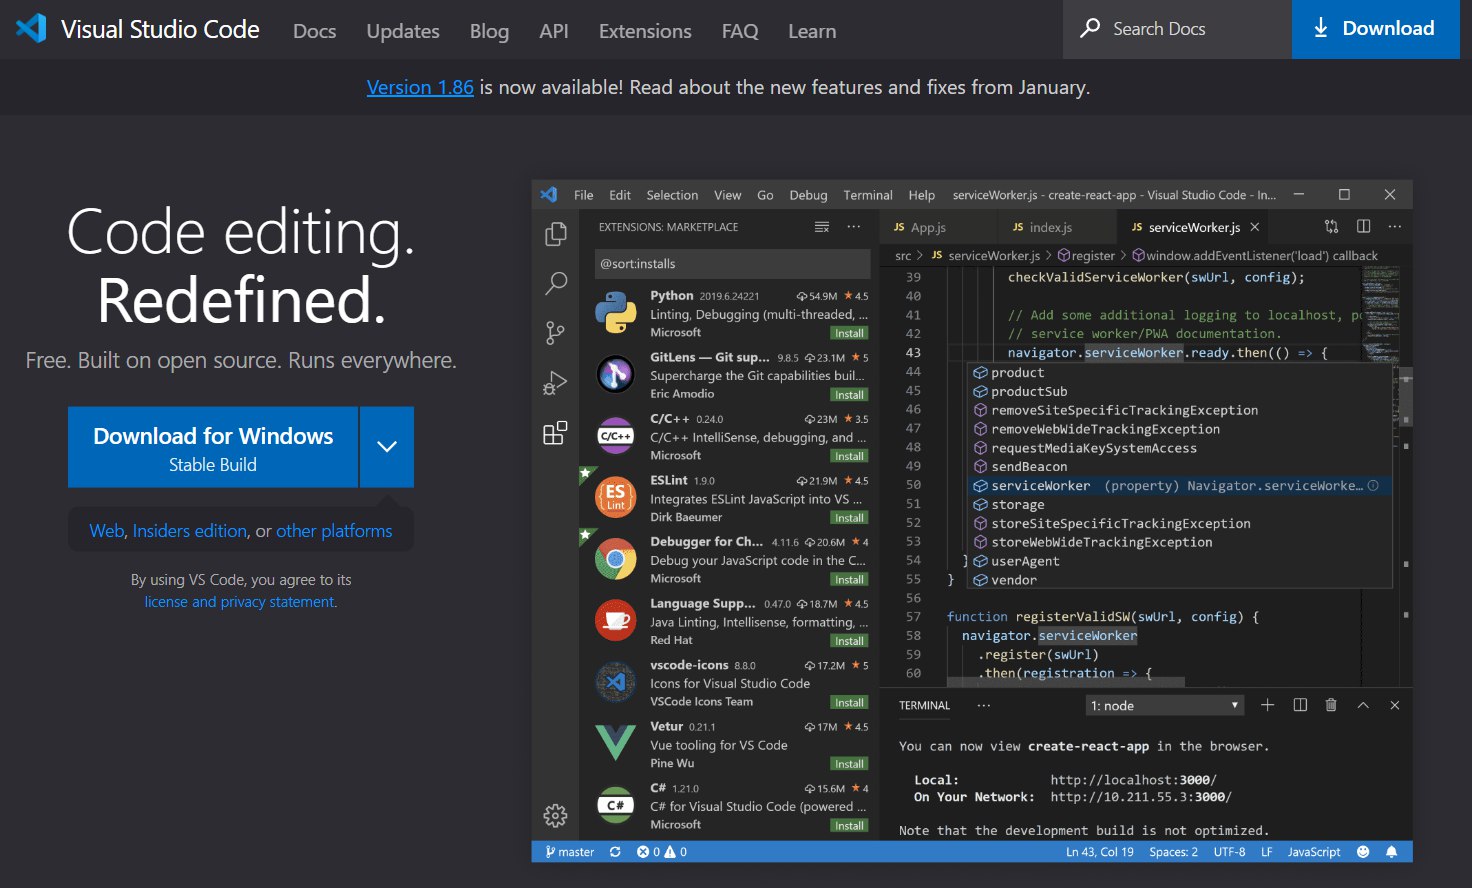 Visual Studio Code Docs Updates Blog API Extensions FAQ Learn Search Docs Download
Version 1.86 is now available! Read about the new features and fixes from January.
Code editing.
Redefined.
Free. Built on open source. Runs everywhere.
Download for Windows
Stable Build
Web, Insiders edition, or other platforms
By using VS Code, you agree to its
license and privacy statement.
File Edit Selection View Go Debug Terminal Help serviceWorker.js - create-react-app - Visual Studio Code - In...
EXTENSIONS: MARKETPLACE
@sort:installs
Python 2019.6.24221 54.9M ★ 4.5
Linting, Debugging (multi-threaded, ...
Microsoft Install
GitLens — Git sup... 9.8.5 23.1M ★ 5
Supercharge the Git capabilities buil...
Eric Amodio Install
C/C++ 0.24.0 23M ★ 3.5
C/C++ IntelliSense, debugging, and ...
Microsoft Install
C/C++
ESLint 1.9.0 21.9M ★ 4.5
Integrates ESLint JavaScript into VS ...
Dirk Baeumer Install
ES
Lint
Debugger for Ch... 4.11.6 20.6M ★ 4
Debug your JavaScript code in the C...
Microsoft Install
Language Supp... 0.47.0 18.7M ★ 4.5
Java Linting, Intellisense, formatting, ...
Red Hat Install
vscode-icons 8.8.0 17.2M ★ 5
Icons for Visual Studio Code
VSCode Icons Team Install
Vetur 0.21.1 17M ★ 4.5
Vue tooling for VS Code
Pine Wu Install
C# 1.21.0 15.6M ★ 4
C# for Visual Studio Code (powered ...
Microsoft Install
C#
JS App.js JS index.js JS serviceWorker.js
src > JS serviceWorker.js > register > window.addEventListener('load') callback
39 checkValidServiceWorker(swUrl, config);
40
41 // Add some additional logging to localhost, po
42 // service worker/PWA documentation.
43 navigator.serviceWorker.ready.then(() => {
44 product
45 productSub
46 removeSiteSpecificTrackingException
47 removeWebWideTrackingException
48 requestMediaKeySystemAccess
49 sendBeacon
50 serviceWorker (property) Navigator.serviceWorke...
51 storage
52 storeSiteSpecificTrackingException
53 storeWebWideTrackingException
54 } userAgent
55 } vendor
56
57 function registerValidSW(swUrl, config) {
58 navigator.serviceWorker
59 .register(swUrl)
60 .then(registration => {
TERMINAL ... 1: node
You can now view create-react-app in the browser.
Local: http://localhost:3000/
On Your Network: http://10.211.55.3:3000/
Note that the development build is not optimized.
master 0 0 Ln 43, Col 19 Spaces: 2 UTF-8 LF JavaScript